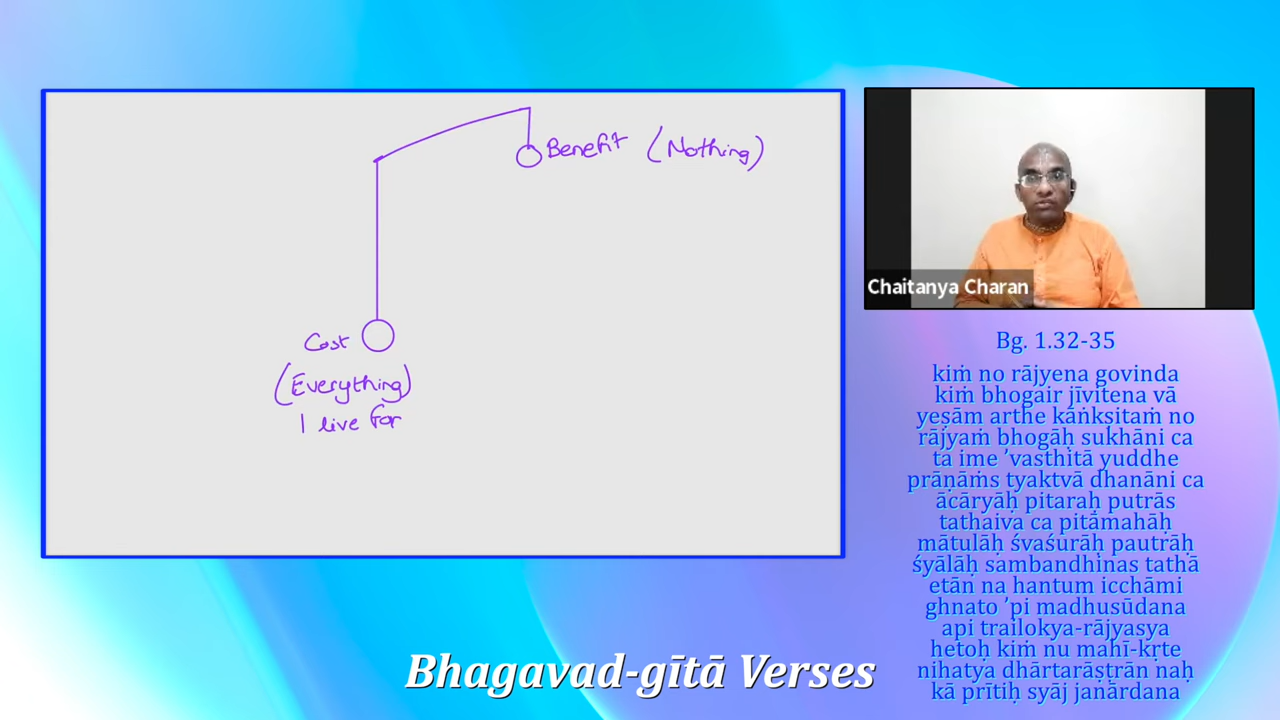 Benefit (Nothing)
Cost
(Everything)
I live for
Chaitanya Charan
Bg. 1.32-35
kiṁ no rājyena govinda
kiṁ bhogair jīvitena vā
yeṣām arthe kāṅkṣitaṁ no
rājyaṁ bhogāḥ sukhāni ca
ta ime ’vasthitā yuddhe
prāṇāṁs tyaktvā dhanāni ca
ācāryāḥ pitaraḥ putrās
tathaiva ca pitāmahāḥ
mātulāḥ śvaśurāḥ pautrāḥ
śyālāḥ sambandhinas tathā
etān na hantum icchāmi
ghnato ’pi madhusūdana
api trailokya-rājyasya
hetoḥ kiṁ nu mahī-kṛte
nihatya dhārtarāṣṭrān naḥ
kā prītiḥ syāj janārdana
Bhagavad-gītā Verses